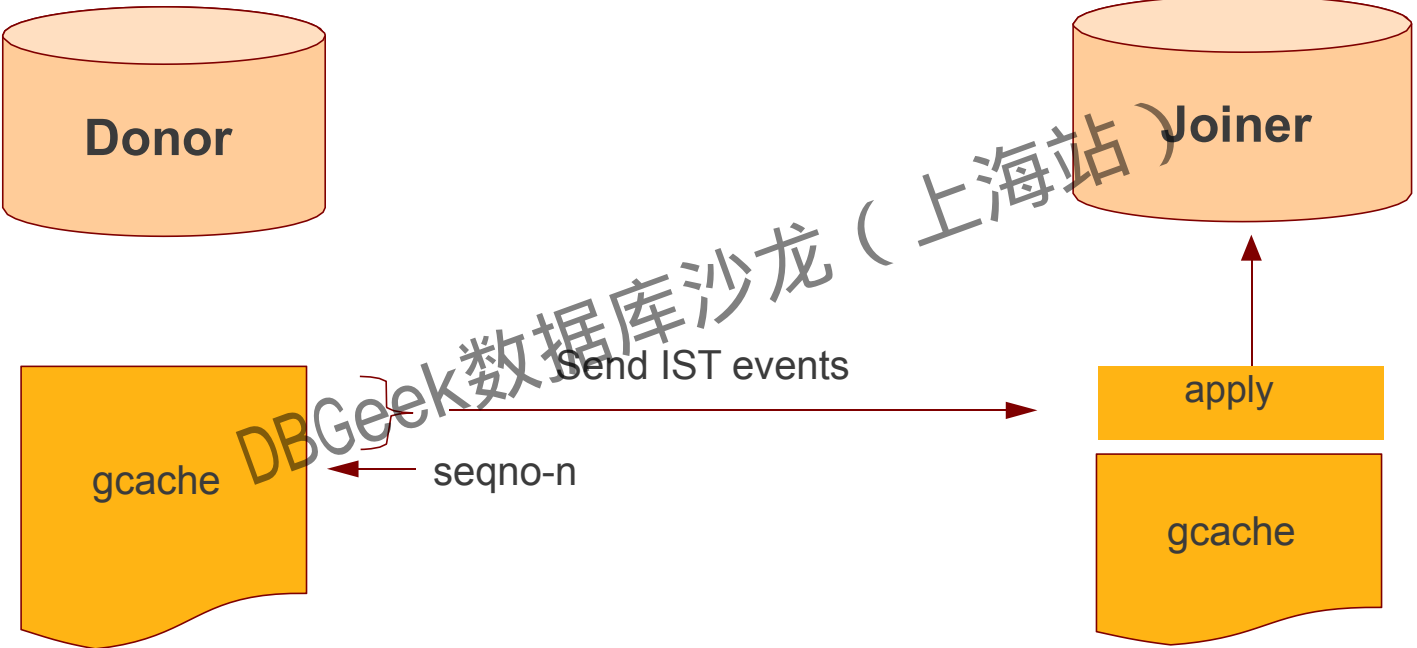 Donor
Joiner
DBGeek数据库沙龙（上海站）
Send IST events
apply
gcache
seqno-n
gcache